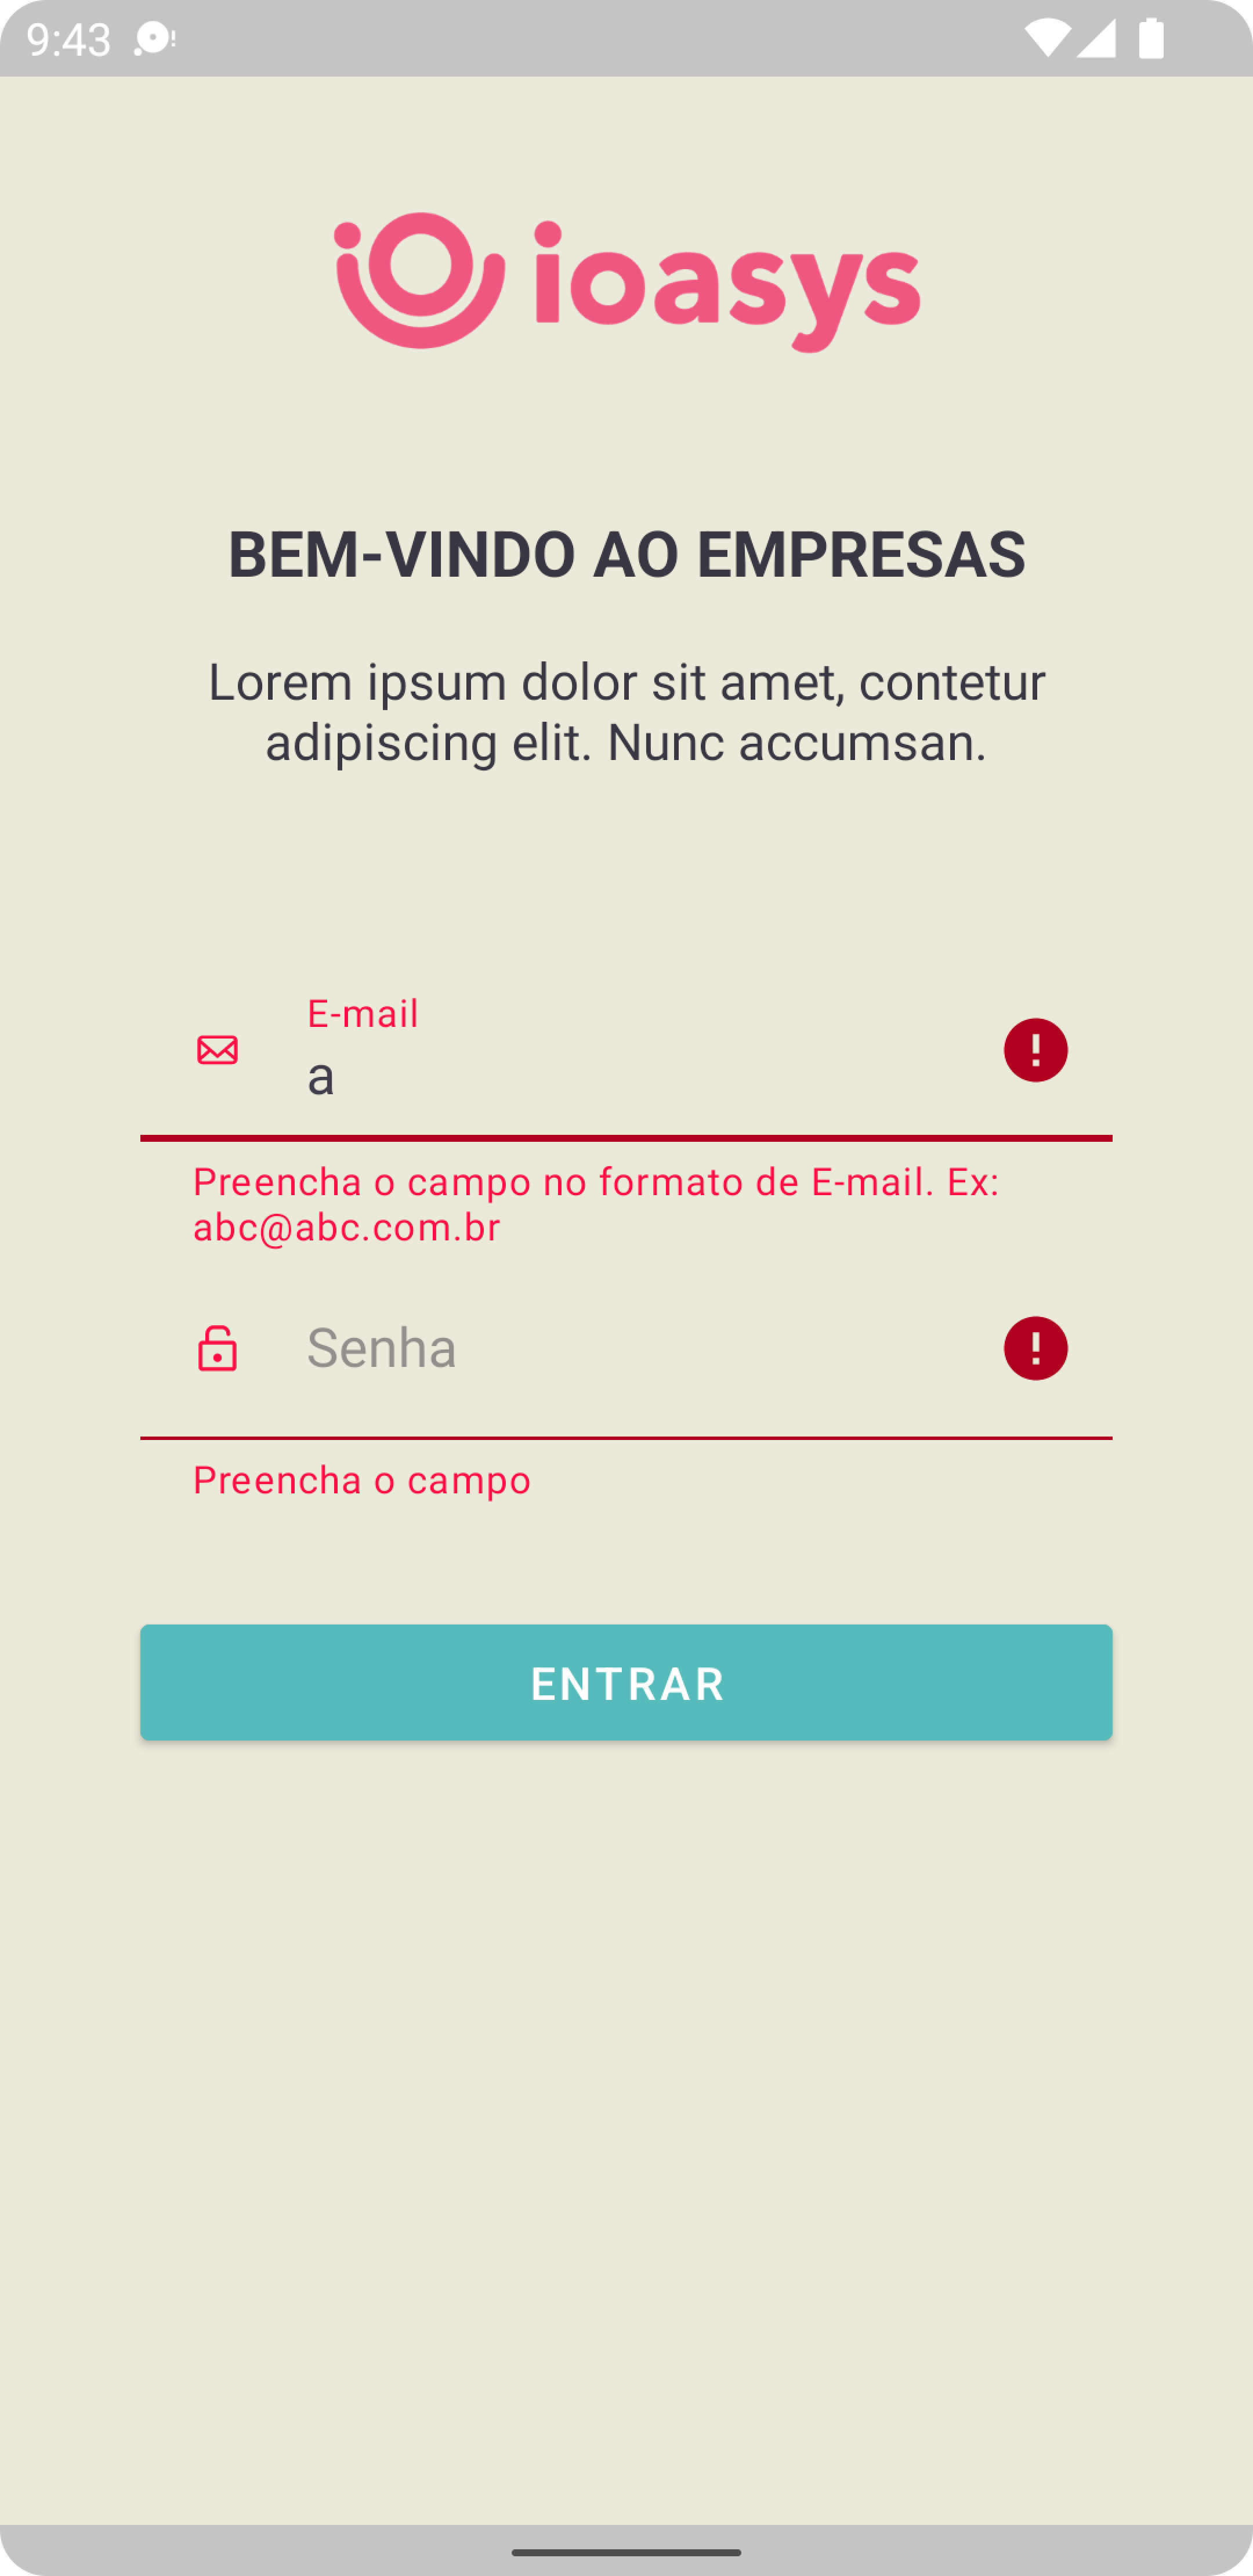 9:43
ioasys
BEM-VINDO AO EMPRESAS
Lorem ipsum dolor sit amet, contetur
adipiscing elit. Nunc accumsan.
E-mail
a
Preencha o campo no formato de E-mail. Ex:
abc@abc.com.br
Senha
Preencha o campo
ENTRAR